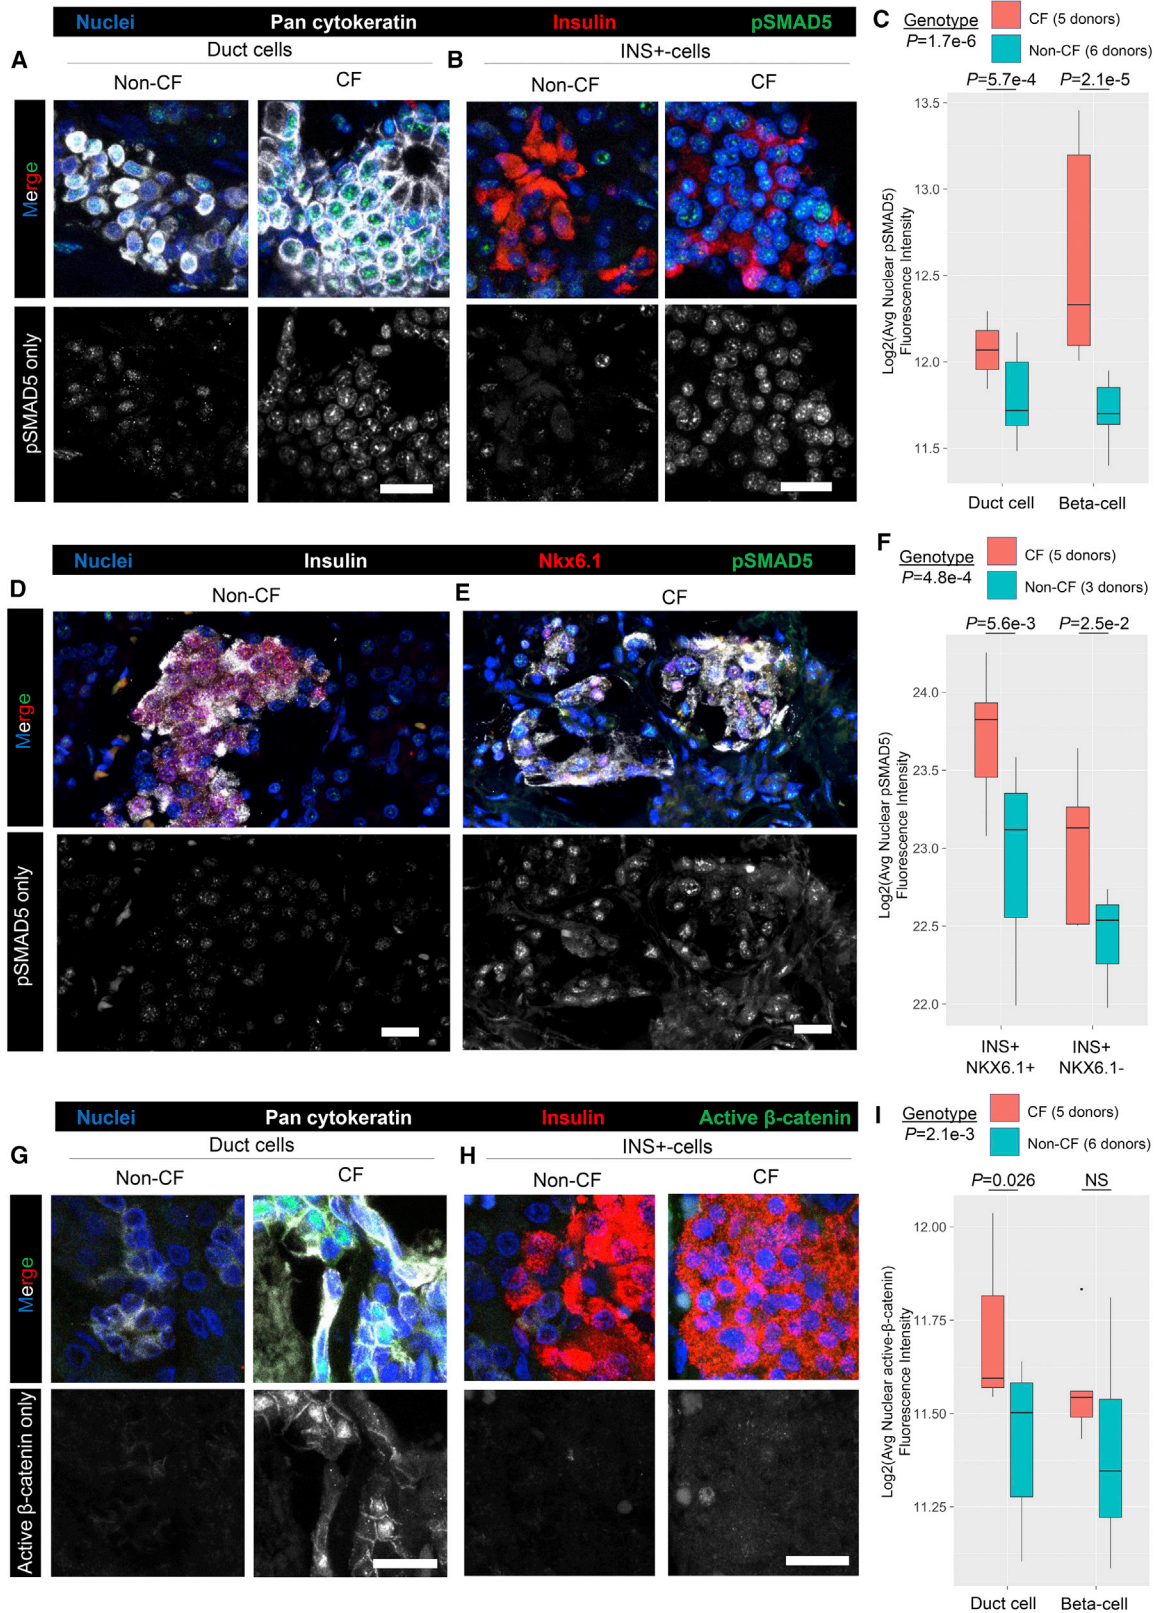 Nuclei Pan cytokeratin Insulin pSMAD5
A Duct cells B INS+-cells
Non-CF CF Non-CF CF
Merge
pSMAD5 only
C Genotype CF (5 donors)
P=1.7e-6 Non-CF (6 donors)
P=5.7e-4 P=2.1e-5
Log2(Avg Nuclear pSMAD5)
Fluorescence Intensity
13.5
13.0
12.5
12.0
11.5
Duct cell Beta-cell
Nuclei Insulin Nkx6.1 pSMAD5
D Non-CF E CF
Merge
pSMAD5 only
F Genotype CF (5 donors)
P=4.8e-4 Non-CF (3 donors)
P=5.6e-3 P=2.5e-2
Log2(Avg Nuclear pSMAD5)
Fluorescence Intensity
24.0
23.5
23.0
22.5
22.0
INS+ INS+
NKX6.1+ NKX6.1-
Nuclei Pan cytokeratin Insulin Active β-catenin
G Duct cells H INS+-cells
Non-CF CF Non-CF CF
Merge
Active β-catenin only
I Genotype CF (5 donors)
P=2.1e-3 Non-CF (6 donors)
P=0.026 NS
Log2(Avg Nuclear active-β-catenin)
Fluorescence Intensity
12.00
11.75
11.50
11.25
Duct cell Beta-cell